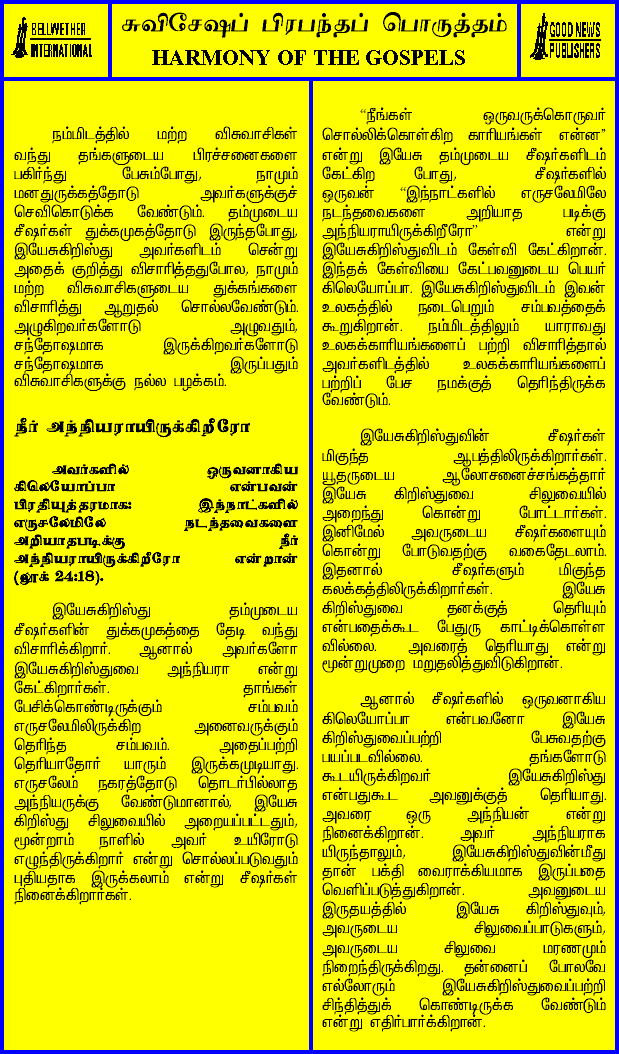 BELLWETHER
INTERNATIONAL
சுவிசேஷப் பிரபந்தப் பொருத்தம்
HARMONY OF THE GOSPELS
GOOD NEWS
PUBLISHERS
நம்மிடத்தில் மற்ற விசுவாசிகள்
வந்து தங்களுடைய பிரச்சனைகளை
பகிர்ந்து பேசும்போது, நாமும்
மனதுருக்கத்தோடு அவர்களுக்குச்
செவிகொடுக்க வேண்டும். தம்முடைய
சீஷர்கள் துக்கமுகத்தோடு இருந்தபோது,
இயேசுகிறிஸ்து அவர்களிடம் சென்று
அதைக் குறித்து விசாரித்ததுபோல, நாமும்
மற்ற விசுவாசிகளுடைய துக்கங்களை
விசாரித்து ஆறுதல் சொல்லவேண்டும்.
அழுகிறவர்களோடு அழுவதும்,
சந்தோஷமாக இருக்கிறவர்களோடு
சந்தோஷமாக இருப்பதும்
விசுவாசிகளுக்கு நல்ல பழக்கம்.
நீர் அந்நியராயிருக்கிறீரோ
அவர்களில் ஒருவனாகிய
கிலெயோப்பா என்பவன்
பிரதியுத்தரமாக: இந்நாட்களில்
எருசலேமிலே நடந்தவைகளை
அறியாதபடிக்கு நீர்
அந்நியராயிருக்கிறீரோ என்றான்
(லூக் 24:18).
இயேசுகிறிஸ்து தம்முடைய
சீஷர்களின் துக்கமுகத்தை தேடி வந்து
விசாரிக்கிறார். ஆனால் அவர்களோ
இயேசுகிறிஸ்துவை அந்நியரா என்று
கேட்கிறார்கள். தாங்கள்
பேசிக்கொண்டிருக்கும் சம்பவம்
எருசலேமிலிருக்கிற அனைவருக்கும்
தெரிந்த சம்பவம். அதைப்பற்றி
தெரியாதோர் யாரும் இருக்கமுடியாது.
எருசலேம் நகரத்தோடு தொடர்பில்லாத
அந்நியருக்கு வேண்டுமானால், இயேசு
கிறிஸ்து சிலுவையில் அறையப்பட்டதும்,
மூன்றாம் நாளில் அவர் உயிரோடு
எழுந்திருக்கிறார் என்று சொல்லப்படுவதும்
புதியதாக இருக்கலாம் என்று சீஷர்கள்
நினைக்கிறார்கள்.
“நீங்கள் ஒருவருக்கொருவர்
சொல்லிக்கொள்கிற காரியங்கள் என்ன”
என்று இயேசு தம்முடைய சீஷர்களிடம்
கேட்கிற போது, சீஷர்களில்
ஒருவன் “இந்நாட்களில் எருசலேமிலே
நடந்தவைகளை அறியாத படிக்கு
அந்நியராயிருக்கிறீரோ” என்று
இயேசுகிறிஸ்துவிடம் கேள்வி கேட்கிறான்.
இந்தக் கேள்வியை கேட்பவனுடைய பெயர்
கிலெயோப்பா. இயேசுகிறிஸ்துவிடம் இவன்
உலகத்தில் நடைபெறும் சம்பவத்தைக்
கூறுகிறான். நம்மிடத்திலும் யாராவது
உலகக்காரியங்களைப் பற்றி விசாரித்தால்
அவர்களிடத்தில் உலகக்காரியங்களைப்
பற்றிப் பேச நமக்குத் தெரிந்திருக்க
வேண்டும்.
இயேசுகிறிஸ்துவின் சீஷர்கள்
மிகுந்த ஆபத்திலிருக்கிறார்கள்.
யூதருடைய ஆலோசனைச்சங்கத்தார்
இயேசு கிறிஸ்துவை சிலுவையில்
அறைந்து கொன்று போட்டார்கள்.
இனிமேல் அவருடைய சீஷர்களையும்
கொன்று போடுவதற்கு வகைதேடலாம்.
இதனால் சீஷர்களும் மிகுந்த
கலக்கத்திலிருக்கிறார்கள். இயேசு
கிறிஸ்துவை தனக்குத் தெரியும்
என்பதைக்கூட பேதுரு காட்டிக்கொள்ள
வில்லை. அவரைத் தெரியாது என்று
மூன்றுமுறை மறுதலித்துவிடுகிறான்.
ஆனால் சீஷர்களில் ஒருவனாகிய
கிலெயோப்பா என்பவனோ இயேசு
கிறிஸ்துவைப்பற்றி பேசுவதற்கு
பயப்படவில்லை. தங்களோடு
கூடயிருக்கிறவர் இயேசுகிறிஸ்து
என்பதுகூட அவனுக்குத் தெரியாது.
அவரை ஒரு அந்நியன் என்று
நினைக்கிறான். அவர் அந்நியராக
யிருந்தாலும், இயேசுகிறிஸ்துவின்மீது
தான் பக்தி வைராக்கியமாக இருப்பதை
வெளிப்படுத்துகிறான். அவனுடைய
இருதயத்தில் இயேசு கிறிஸ்துவும்,
அவருடைய சிலுவைப்பாடுகளும்,
அவருடைய சிலுவை மரணமும்
நிறைந்திருக்கிறது. தன்னைப் போலவே
எல்லோரும் இயேசுகிறிஸ்துவைப்பற்றி
சிந்தித்துக் கொண்டிருக்க வேண்டும்
என்று எதிர்பார்க்கிறான்.